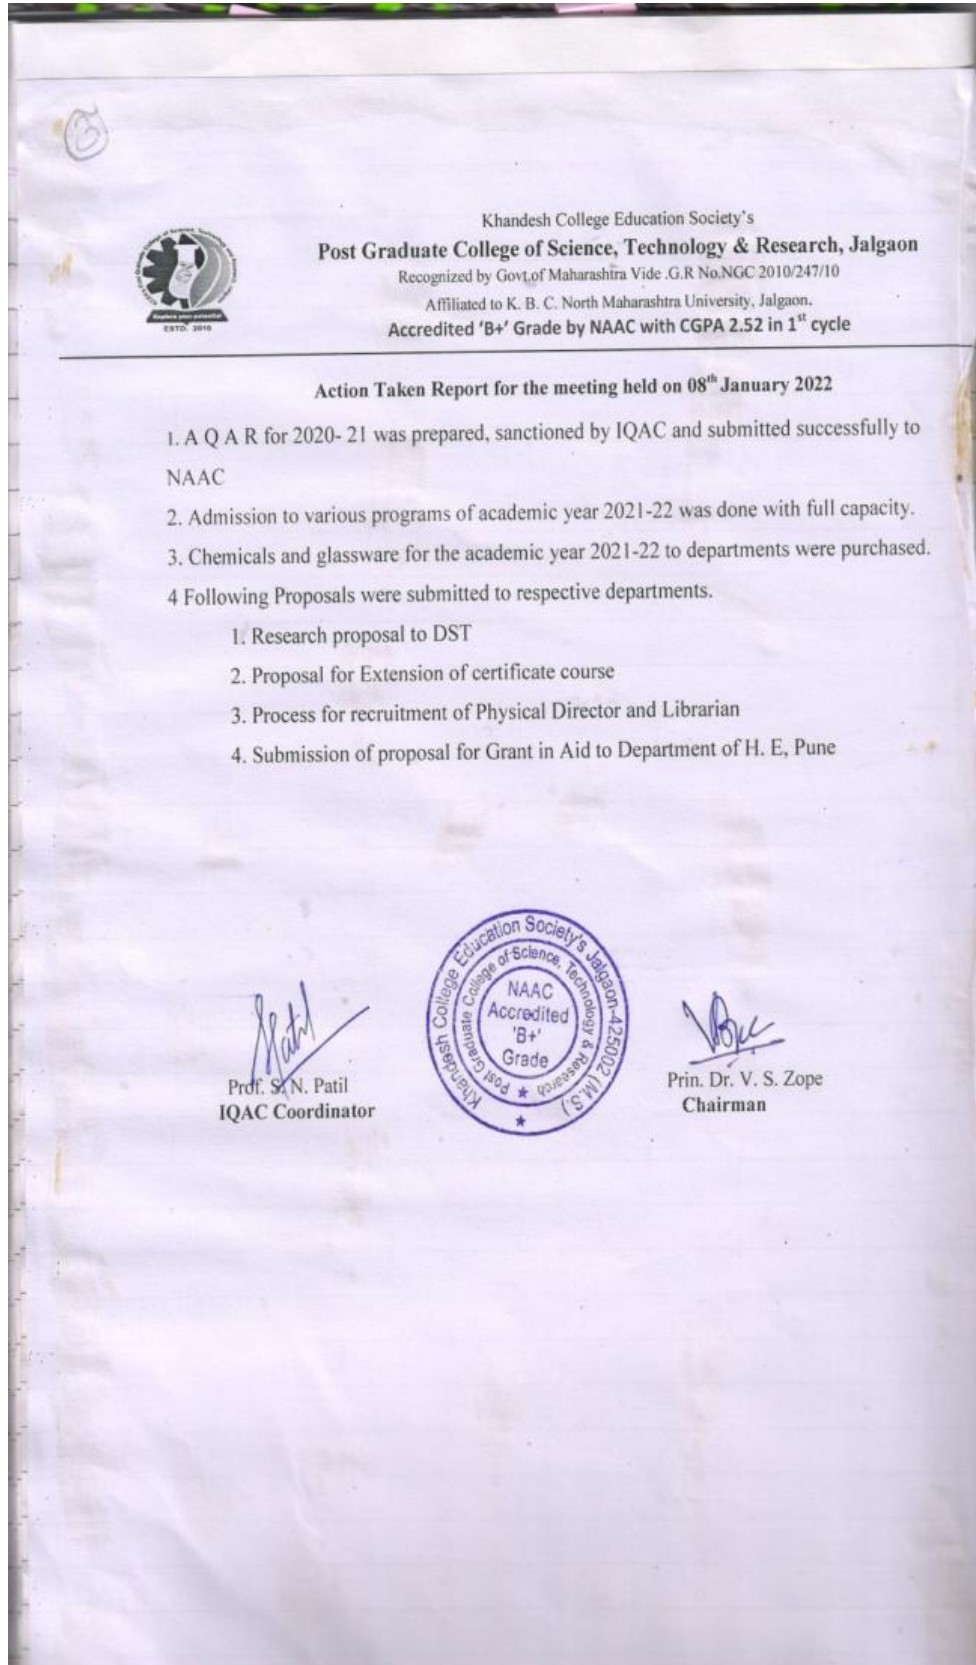 3
Khandesh College Education Society's
Post Graduate College of Science, Technology & Research, Jalgaon
Recognized by Govt.of Maharashtra Vide .G.R No.NGC 2010/247/10
Affiliated to K. B. C. North Maharashtra University, Jalgaon.
Accredited 'B+' Grade by NAAC with CGPA 2.52 in 1st cycle
Explore your potential
ESTD. 2010
Action Taken Report for the meeting held on 08th January 2022
1. A Q A R for 2020- 21 was prepared, sanctioned by IQAC and submitted successfully to
NAAC
2. Admission to various programs of academic year 2021-22 was done with full capacity.
3. Chemicals and glassware for the academic year 2021-22 to departments were purchased.
4 Following Proposals were submitted to respective departments.
1. Research proposal to DST
2. Proposal for Extension of certificate course
3. Process for recruitment of Physical Director and Librarian
4. Submission of proposal for Grant in Aid to Department of H. E, Pune
Khandesh College Education Society's Jalgaon-425002 (M.S.)
Post Graduate College of Science, Technology & Research
NAAC
Accredited
'B+'
Grade
Prof. S. N. Patil
IQAC Coordinator
Prin. Dr. V. S. Zope
Chairman